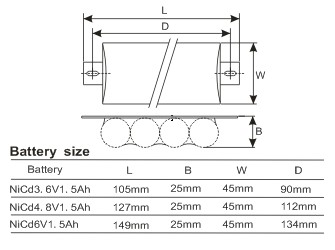 L
D
W
B
Battery size
Battery L B W D
NiCd3. 6V1. 5Ah 105mm 25mm 45mm 90mm
NiCd4. 8V1. 5Ah 127mm 25mm 45mm 112mm
NiCd6V1. 5Ah 149mm 25mm 45mm 134mm